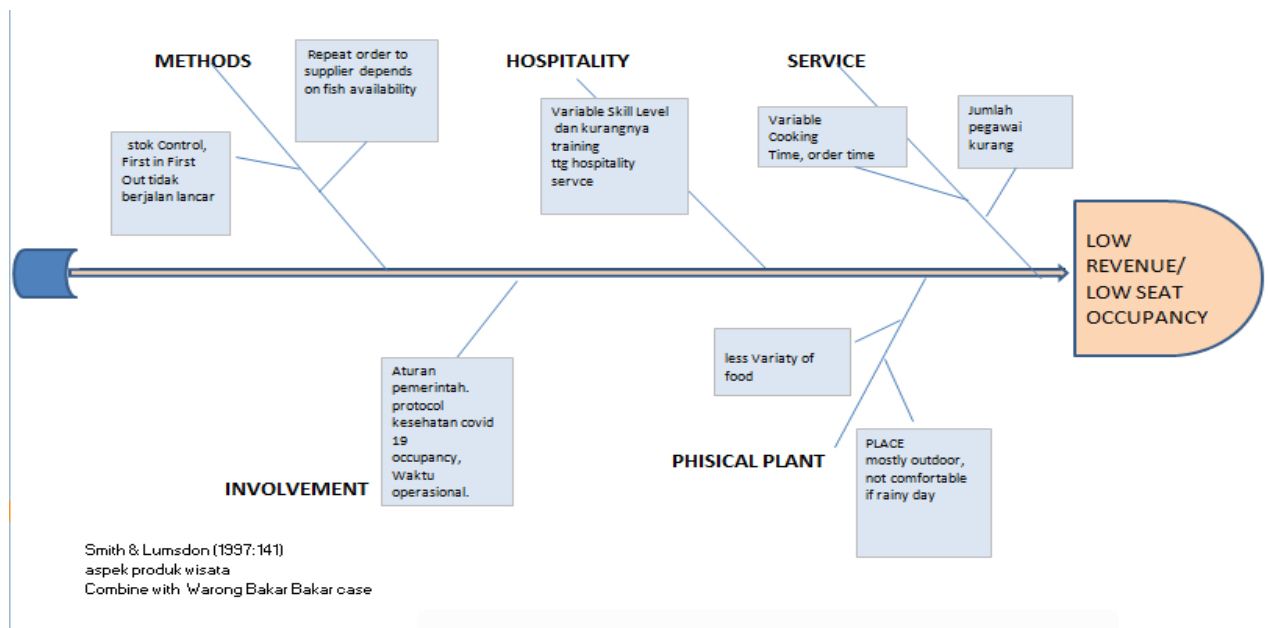 METHODS
Repeat order to
supplier depends
on fish availability
stok Control,
First in First
Out tidak
berjalan lancar
HOSPITALITY
Variable Skill Level
dan kurangnya
training
ttg hospitality
servce
SERVICE
Variable
Cooking
Time, order time
Jumlah
pegawai
kurang
LOW
REVENUE/
LOW SEAT
OCCUPANCY
Aturan
pemerintah.
protocol
kesehatan covid
19
occupancy,
Waktu
operasional.
INVOLVEMENT
less Variaty of
food
PHISICAL PLANT
PLACE
mostly outdoor,
not comfortable
if rainy day
Smith & Lumsdon (1997:141)
aspek produk wisata
Combine with Warong Bakar Bakar case